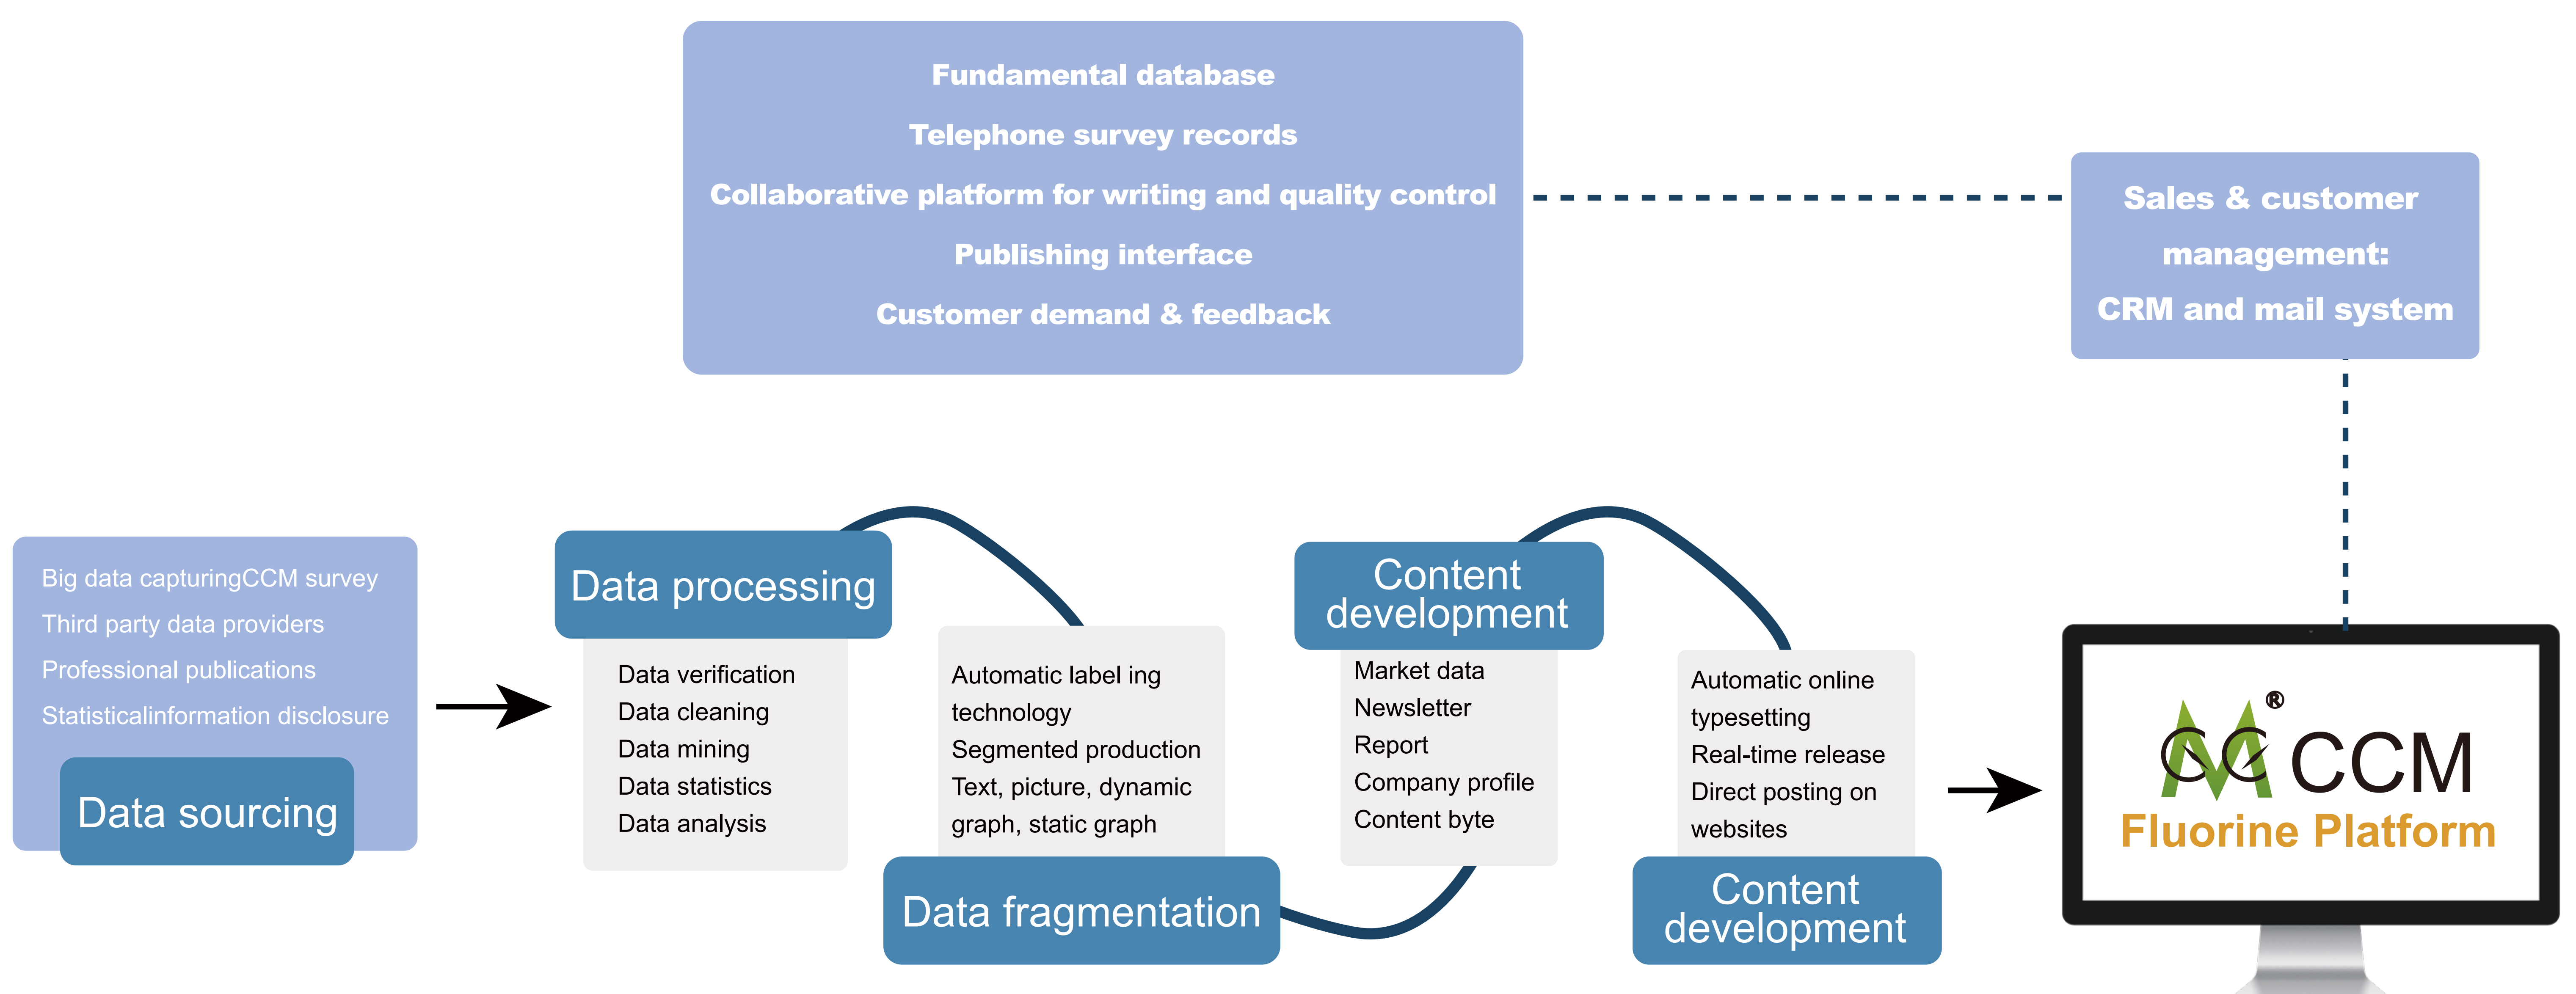 Fundamental database
Telephone survey records
Collaborative platform for writing and quality control
Publishing interface
Customer demand & feedback
Sales & customer
management:
CRM and mail system
Big data capturingCCM survey
Third party data providers
Professional publications
Statisticalinformation disclosure
Data sourcing
Data processing
Data verification
Data cleaning
Data mining
Data statistics
Data analysis
Automatic label ing
technology
Segmented production
Text, picture, dynamic
graph, static graph
Data fragmentation
Content
development
Market data
Newsletter
Report
Company profile
Content byte
Automatic online
typesetting
Real-time release
Direct posting on
websites
Content
development
® CCM
Fluorine Platform